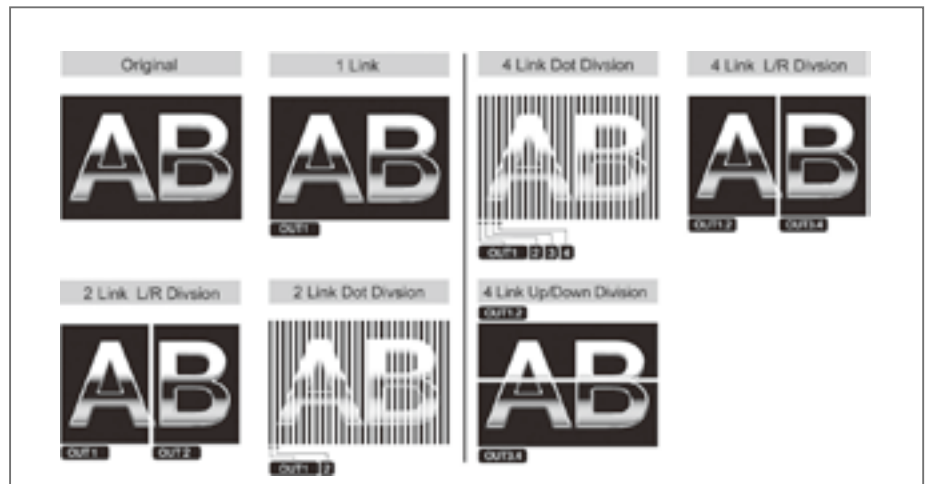 Original
AB
1 Link
AB
OUT1
4 Link Dot Divsion
AB
OUT1 2 3 4
4 Link L/R Divsion
AB
OUT1.2 OUT3.4
2 Link L/R Divsion
AB
OUT1 OUT2
2 Link Dot Divsion
AB
OUT1 2
4 Link Up/Down Division
OUT1.2
AB
OUT3.4